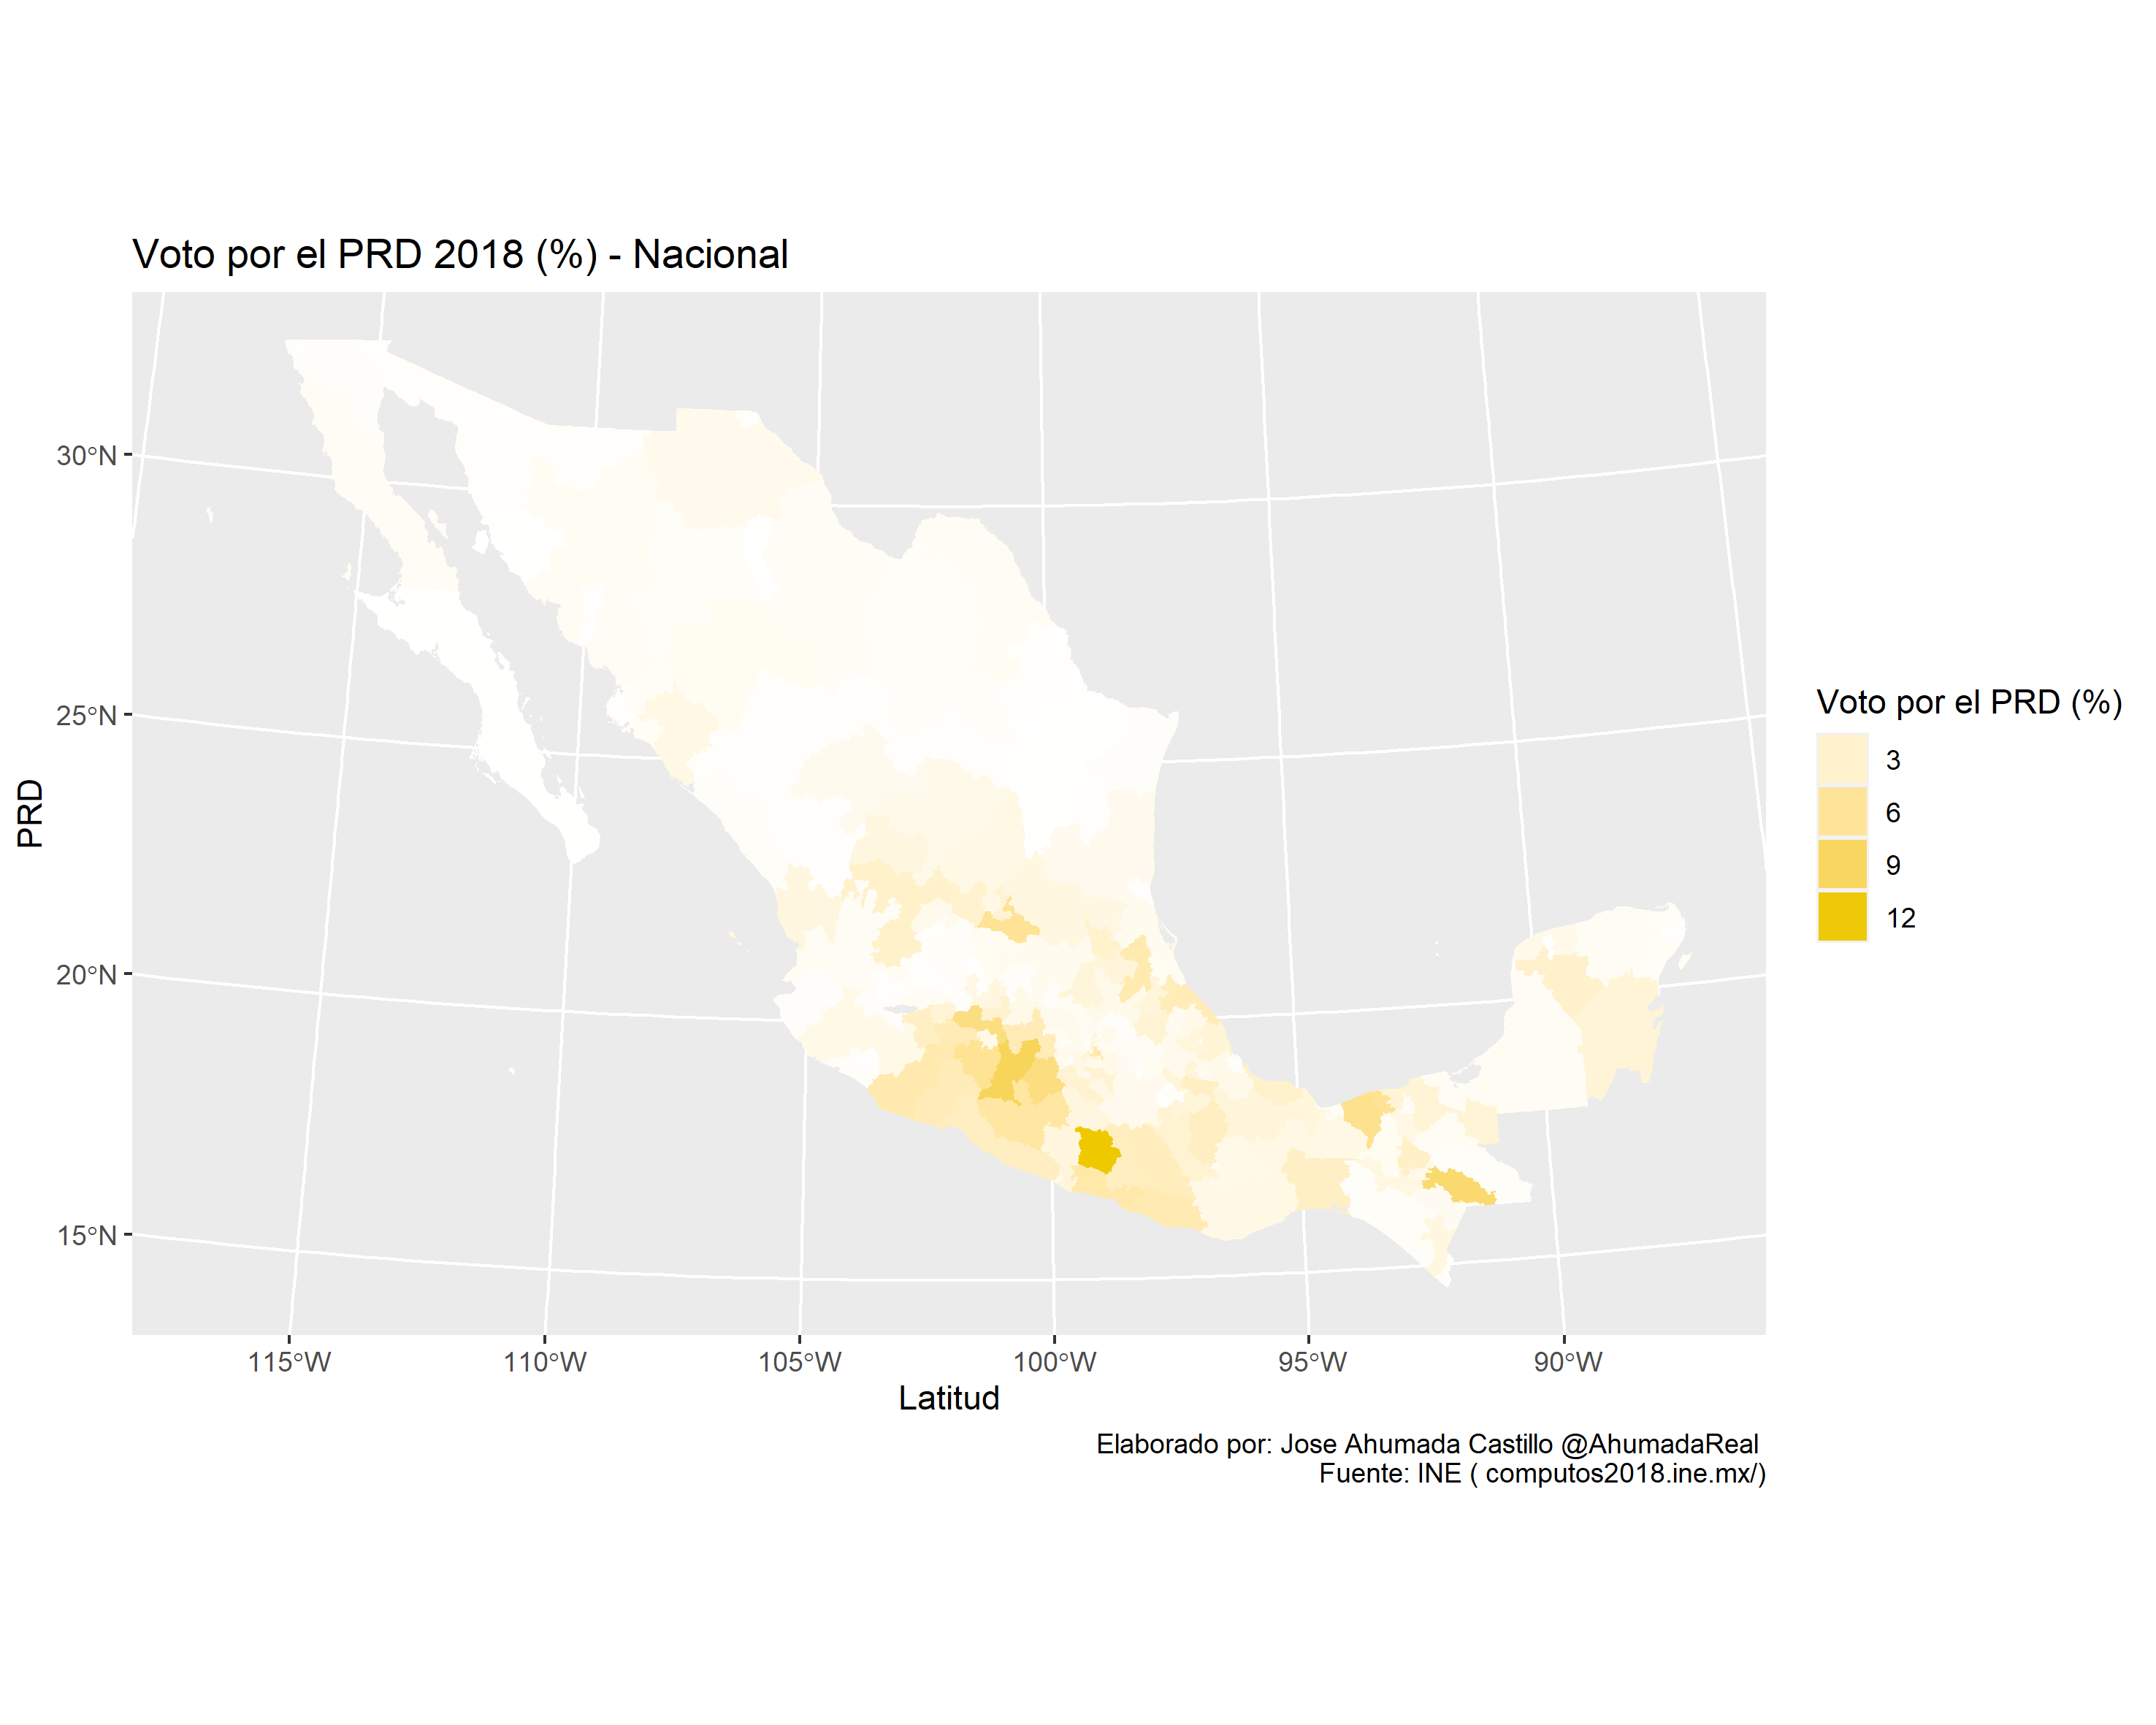 Voto por el PRD 2018 (%) - Nacional
30°N
25°N
20°N
15°N
PRD
115°W 110°W 105°W 100°W 95°W 90°W
Latitud
Voto por el PRD (%)
3
6
9
12
Elaborado por: Jose Ahumada Castillo @AhumadaReal
Fuente: INE ( computos2018.ine.mx/)